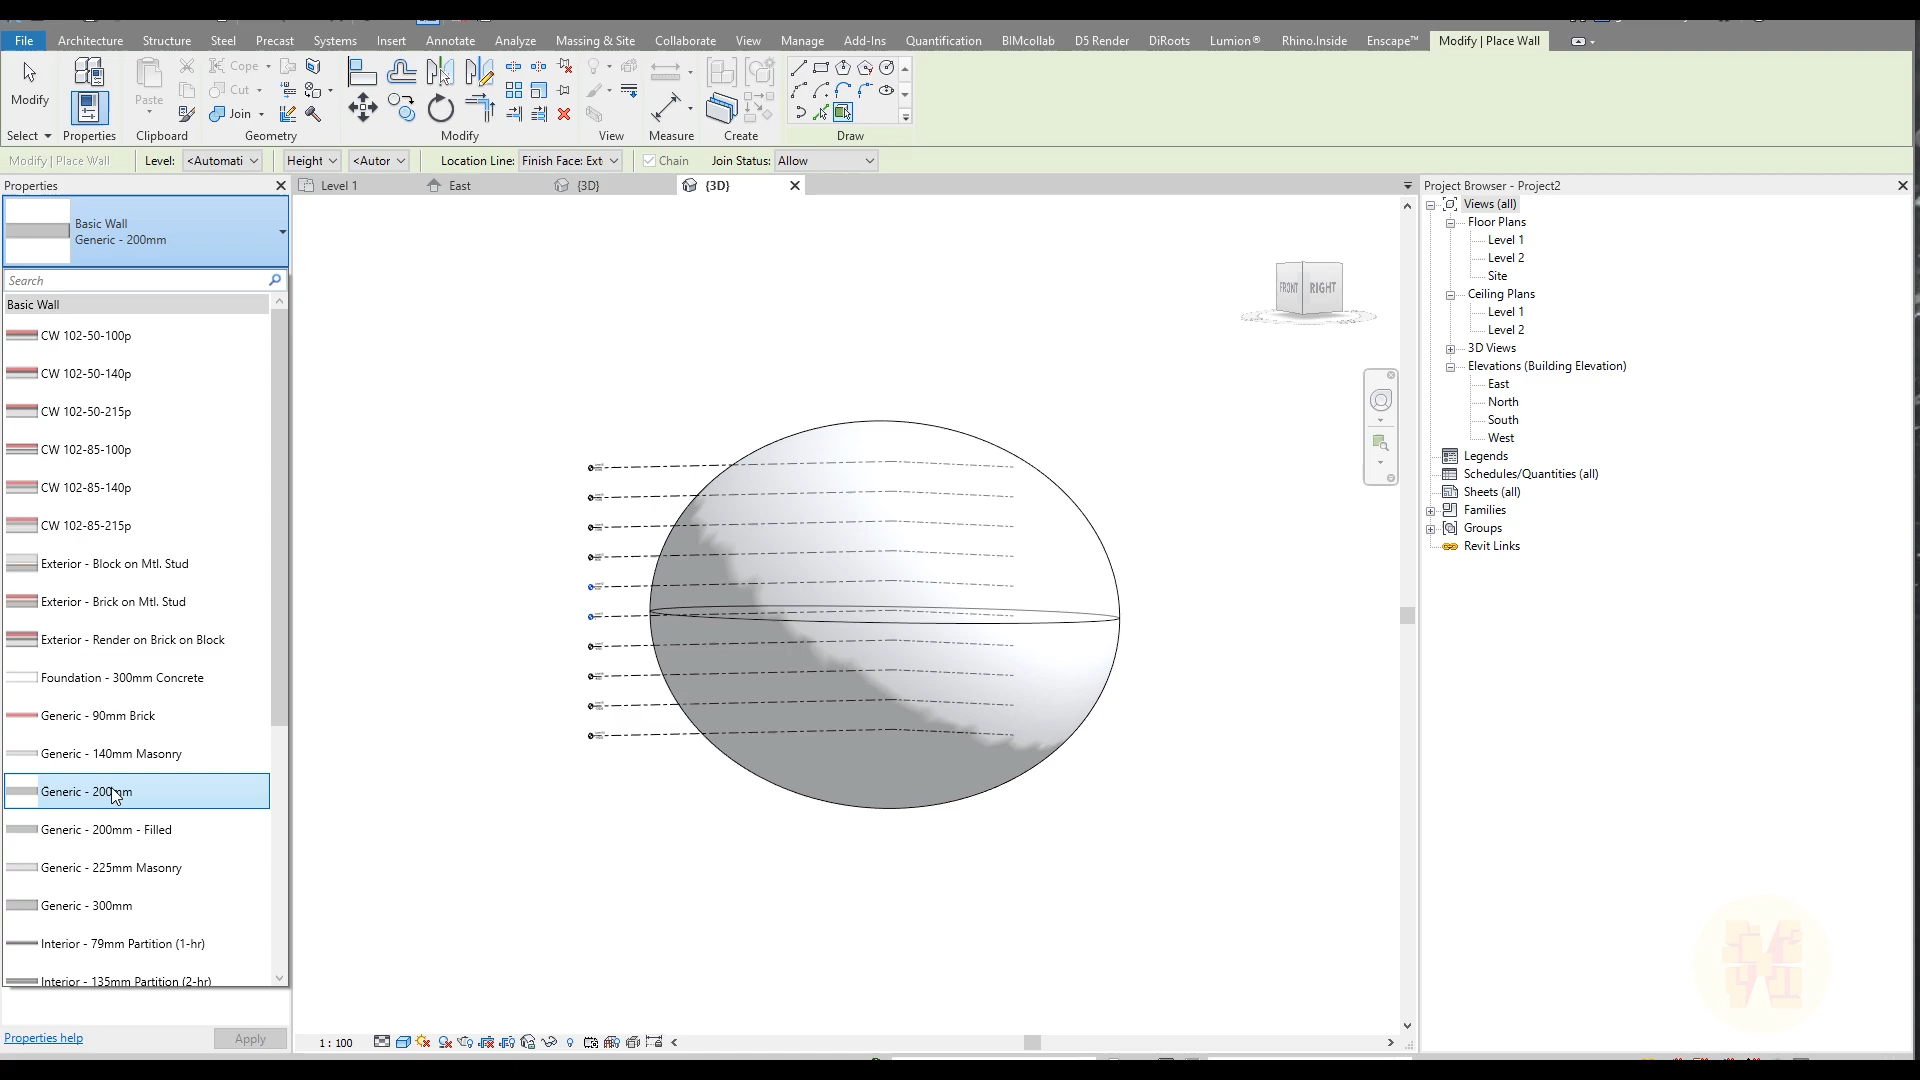 File Architecture Structure Steel Precast Systems Insert Annotate Analyze Massing & Site Collaborate View Manage Add-Ins Quantification BIMcollab D5 Render DiRoots Lumion® Rhino.Inside Enscape™ Modify | Place Wall
Modify Paste Cope Cut Join
Select Properties Clipboard Geometry Modify View Measure Create Draw
Modify | Place Wall Level: <Automati Height <Autor Location Line: Finish Face: Ext Chain Join Status: Allow
Properties
Level 1 East {3D} {3D}
Project Browser - Project2
Basic Wall
Generic - 200mm
Search
Basic Wall
CW 102-50-100p
CW 102-50-140p
CW 102-50-215p
CW 102-85-100p
CW 102-85-140p
CW 102-85-215p
Exterior - Block on Mtl. Stud
Exterior - Brick on Mtl. Stud
Exterior - Render on Brick on Block
Foundation - 300mm Concrete
Generic - 90mm Brick
Generic - 140mm Masonry
Generic - 200mm
Generic - 200mm - Filled
Generic - 225mm Masonry
Generic - 300mm
Interior - 79mm Partition (1-hr)
Interior - 135mm Partition (2-hr)
Properties help Apply
FRONT RIGHT
1 : 100
Views (all)
Floor Plans
Level 1
Level 2
Site
Ceiling Plans
Level 1
Level 2
3D Views
Elevations (Building Elevation)
East
North
South
West
Legends
Schedules/Quantities (all)
Sheets (all)
Families
Groups
Revit Links